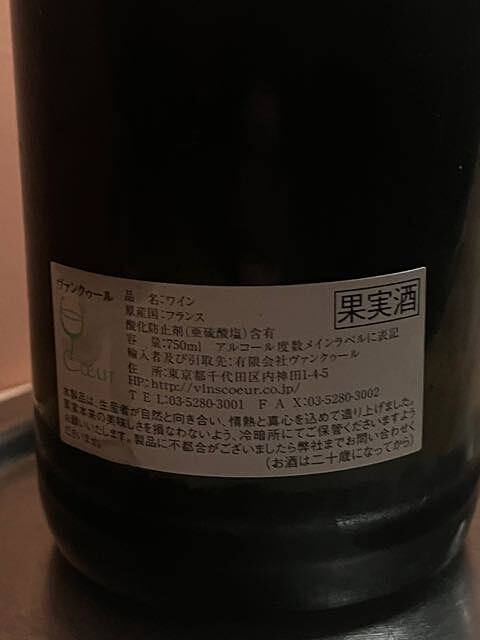 ヴァンクゥール
Cœur
果実酒
品　名：ワイン
原産国：フランス
酸化防止剤（亜硫酸塩）含有
容　量：750ml　アルコール度数メインラベルに表記
輸入者及び引取先：有限会社ヴァンクゥール
住　所：東京都千代田区内神田1-4-5
HP：http://vinscoeur.co.jp/
ＴＥＬ:03-5280-3001　ＦＡＸ:03-5280-3002
本製品は、生産者が自然と向き合い、情熱と真心を込めて造り上げました。
果実本来の美味しさを損なわないよう、冷暗所にてご保管くださいますよう
お願いいたします。製品に不都合がございましたら弊社までお問い合わせく
ださいませ。
（お酒は二十歳になってから）